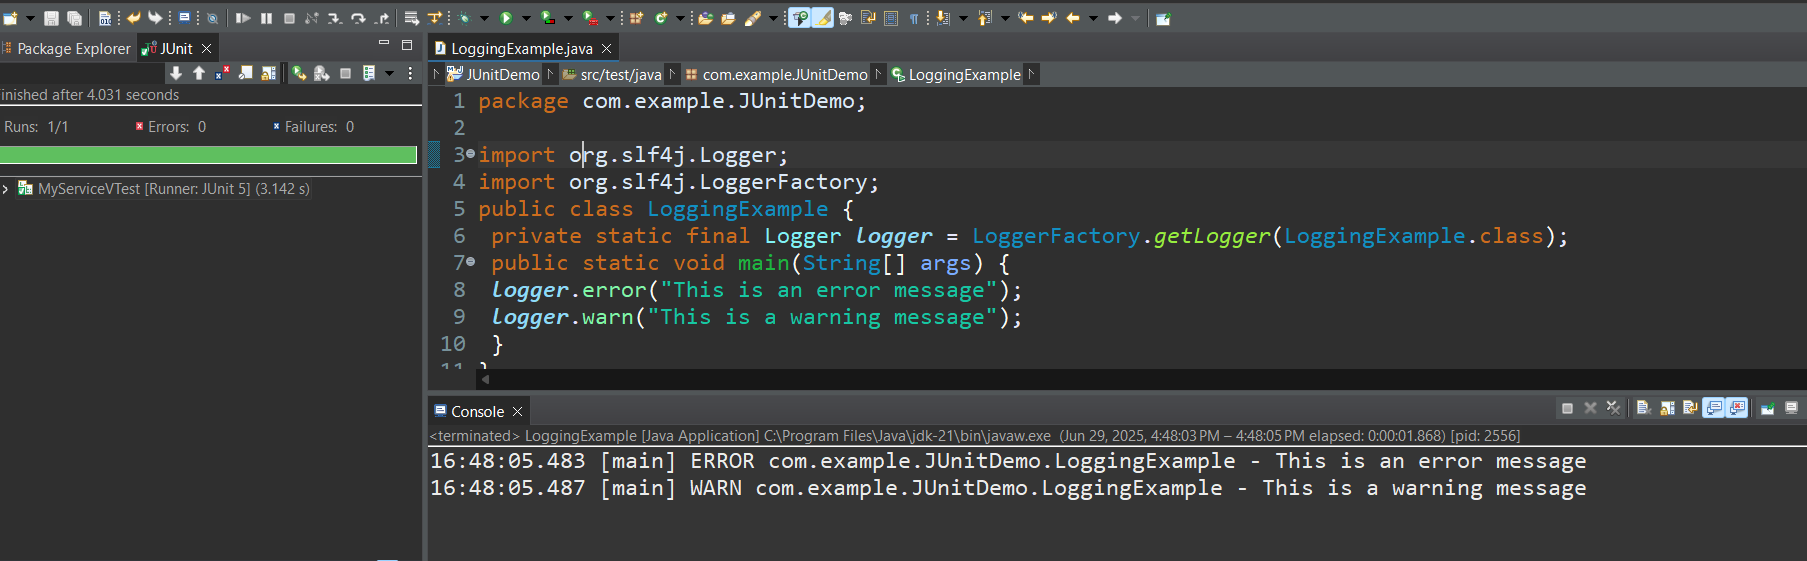 Package Explorer
JUnit
inished after 4.031 seconds
Runs: 1/1
Errors: 0
Failures: 0
MyServiceVTest [Runner: JUnit 5] (3.142 s)
LoggingExample.java
JUnitDemo
src/test/java
com.example.JUnitDemo
LoggingExample
1 package com.example.JUnitDemo;
2
3 import org.slf4j.Logger;
4 import org.slf4j.LoggerFactory;
5 public class LoggingExample {
6 private static final Logger logger = LoggerFactory.getLogger(LoggingExample.class);
7 public static void main(String[] args) {
8 logger.error("This is an error message");
9 logger.warn("This is a warning message");
10 }
11 }
Console
<terminated> LoggingExample [Java Application] C:\Program Files\Java\jdk-21\bin\javaw.exe (Jun 29, 2025, 4:48:03 PM – 4:48:05 PM elapsed: 0:00:01.868) [pid: 2556]
16:48:05.483 [main] ERROR com.example.JUnitDemo.LoggingExample - This is an error message
16:48:05.487 [main] WARN com.example.JUnitDemo.LoggingExample - This is a warning message